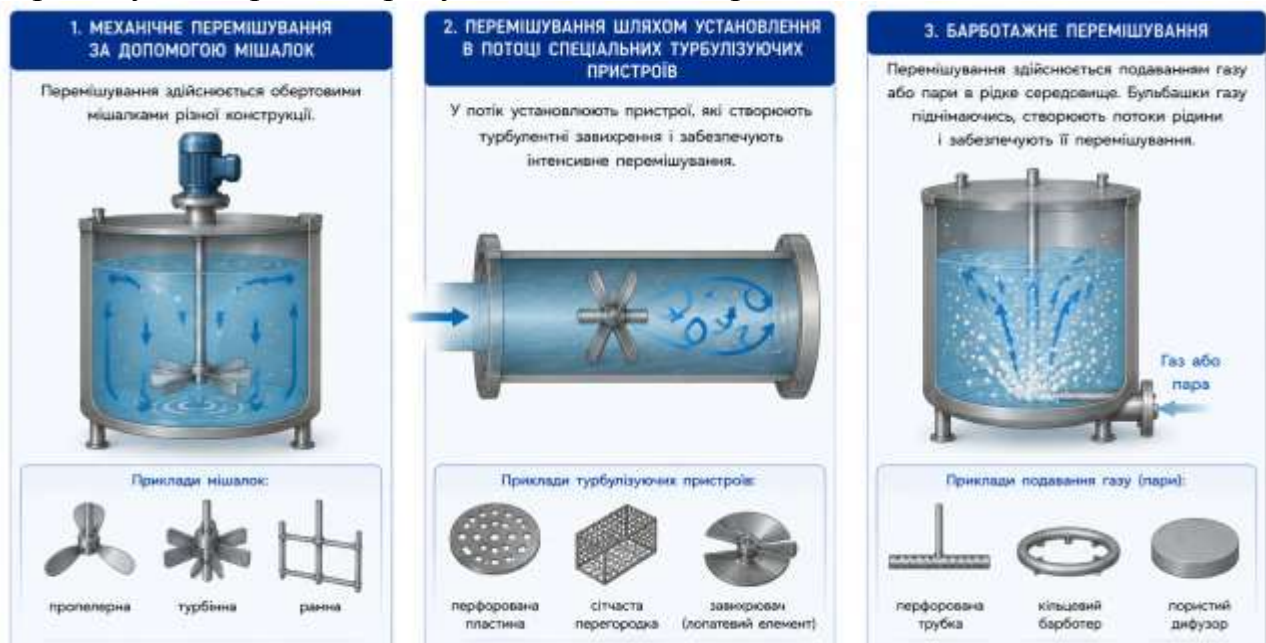 1. МЕХАНІЧНЕ ПЕРЕМІШУВАННЯ
ЗА ДОПОМОГОЮ МІШАЛОК
Перемішування здійснюється обертовими
мішалками різної конструкції.
Приклади мішалок:
пропелерна
турбінна
рамна
2. ПЕРЕМІШУВАННЯ ШЛЯХОМ УСТАНОВЛЕННЯ
В ПОТОЦІ СПЕЦІАЛЬНИХ ТУРБУЛІЗУЮЧИХ
ПРИСТРОЇВ
У потік установлюють пристрої, які створюють
турбулентні завихрення і забезпечують
інтенсивне перемішування.
Приклади турбулізуючих пристроїв:
перфорована
пластина
сітчаста
перегородка
завихрювач
(лопатевий елемент)
3. БАРБОТАЖНЕ ПЕРЕМІШУВАННЯ
Перемішування здійснюється подаванням газу
або пари в рідке середовище. Бульбашки газу
піднімаючись, створюють потоки рідини
і забезпечують її перемішування.
Газ або
пара
Приклади подавання газу (пари):
перфорована
трубка
кільцевий
барботер
пористий
дифузор